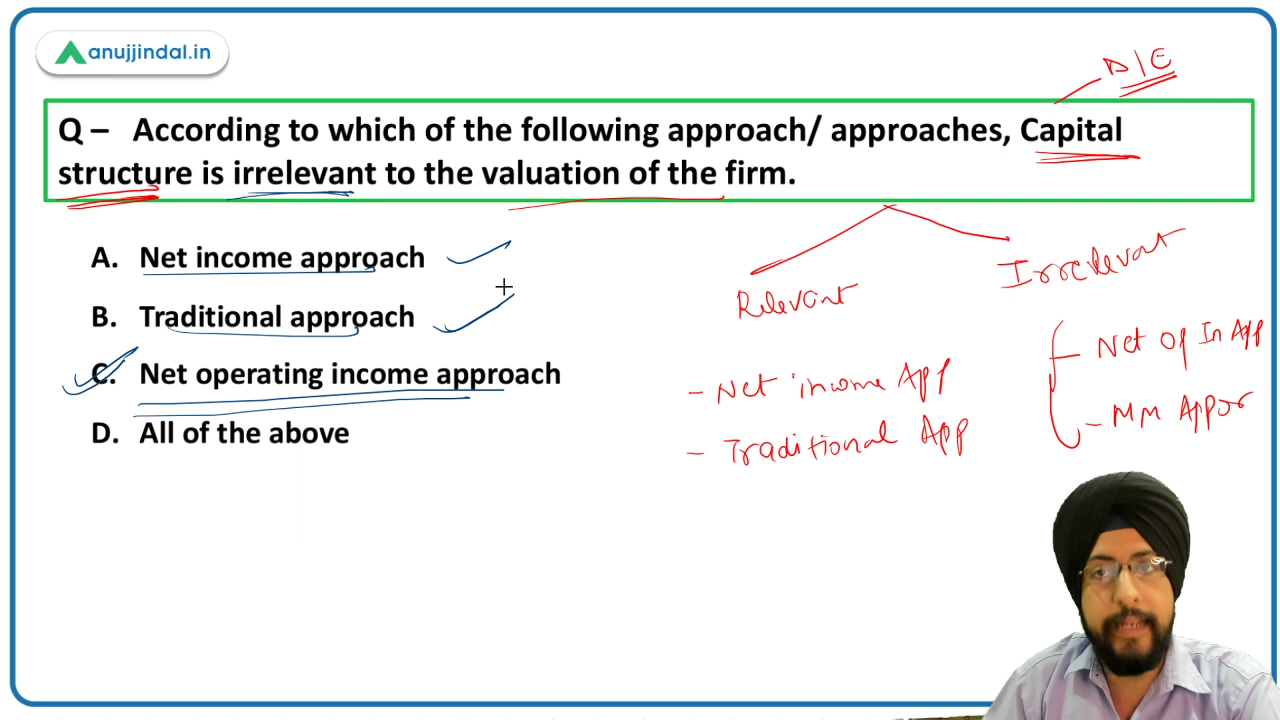 anujjindal.in
D/E
Q – According to which of the following approach/ approaches, Capital
structure is irrelevant to the valuation of the firm.
A. Net income approach
B. Traditional approach
C. Net operating income approach
D. All of the above
Relevant
- Net income App
- Traditional App
Irrelevant
- Net Op In App
- MM Appor